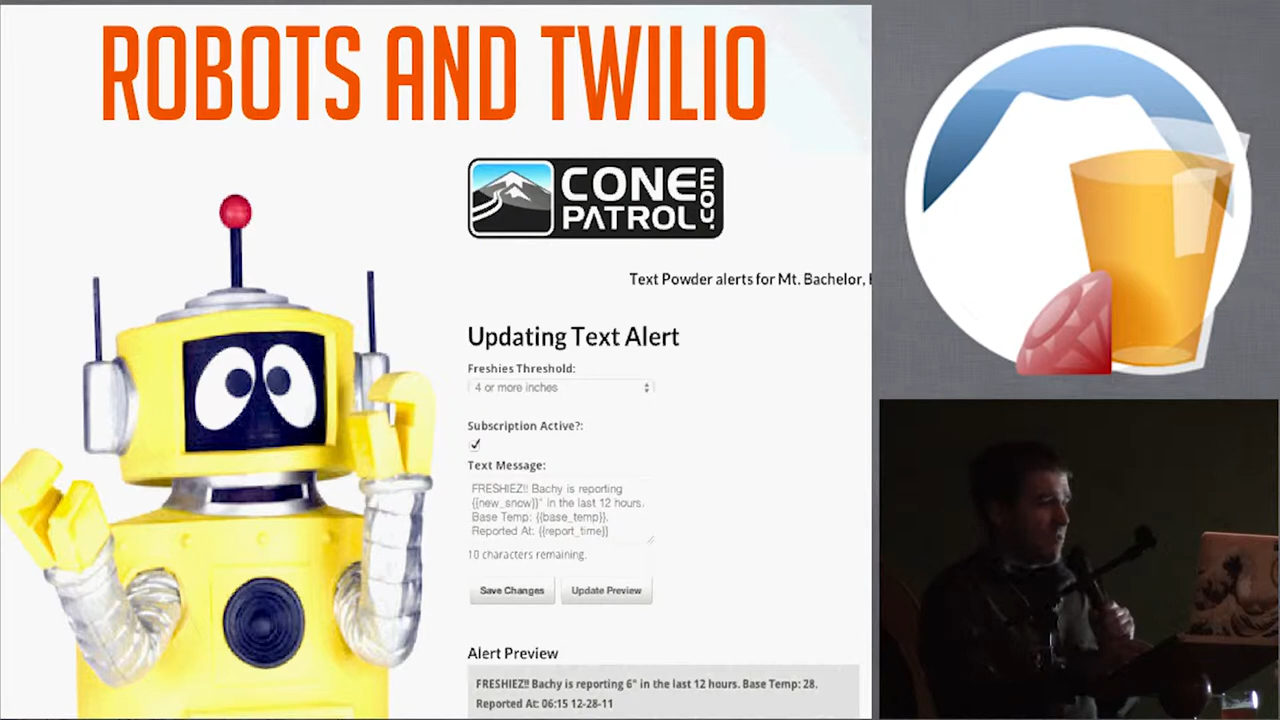 ROBOTS AND TWILIO
CONE
PATROL
.COM
Text Powder alerts for Mt. Bachelor,
Updating Text Alert
Freshies Threshold:
4 or more inches
Subscription Active?:
Text Message:
FRESHIEZ!! Bachy is reporting
{{new_snow}}" in the last 12 hours.
Base Temp: {{base_temp}}.
Reported At: {{report_time}}
10 characters remaining.
Save Changes
Update Preview
Alert Preview
FRESHIEZ!! Bachy is reporting 6" in the last 12 hours. Base Temp: 28.
Reported At: 06:15 12-28-11